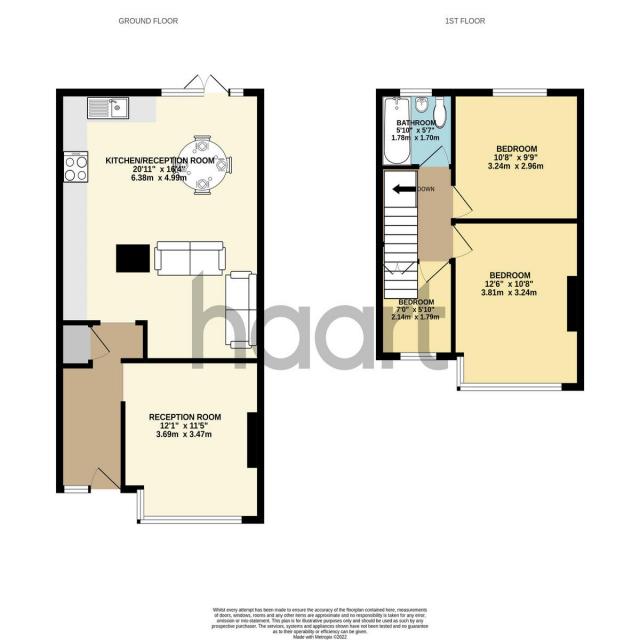 GROUND FLOOR
1ST FLOOR
KITCHEN/RECEPTION ROOM
20'11" x 16'4"
6.38m x 4.99m
BATHROOM
5'10" x 5'7"
1.78m x 1.70m
BEDROOM
10'8" x 9'9"
3.24m x 2.96m
DOWN
BEDROOM
12'6" x 10'8"
3.81m x 3.24m
BEDROOM
7'0" x 5'10"
2.14m x 1.79m
haart
RECEPTION ROOM
12'1" x 11'5"
3.69m x 3.47m
Whilst every attempt has been made to ensure the accuracy of the floorplan contained here, measurements
of doors, windows, rooms and any other items are approximate and no responsibility is taken for any error,
omission or mis-statement. This plan is for illustrative purposes only and should be used as such by any
prospective purchaser. The services, systems and appliances shown have not been tested and no guarantee
as to their operability or efficiency can be given.
Made with Metropix ©2022